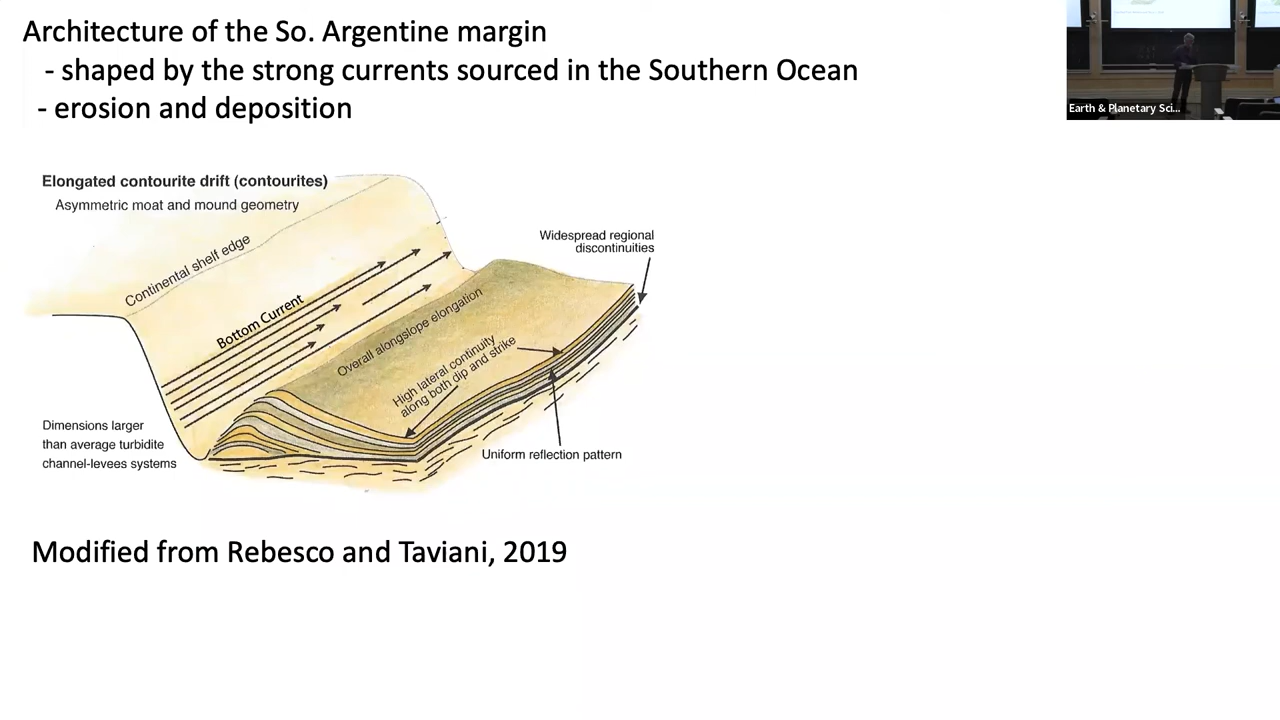 Architecture of the So. Argentine margin
- shaped by the strong currents sourced in the Southern Ocean
- erosion and deposition
Earth & Planetary Sci...
Elongated contourite drift (contourites)
Asymmetric moat and mound geometry
Continental shelf edge
Bottom Current
Widespread regional
discontinuities
Overall alongslope elongation
High lateral continuity
along both dip and strike
Dimensions larger
than average turbidite
channel-levees systems
Uniform reflection pattern
Modified from Rebesco and Taviani, 2019